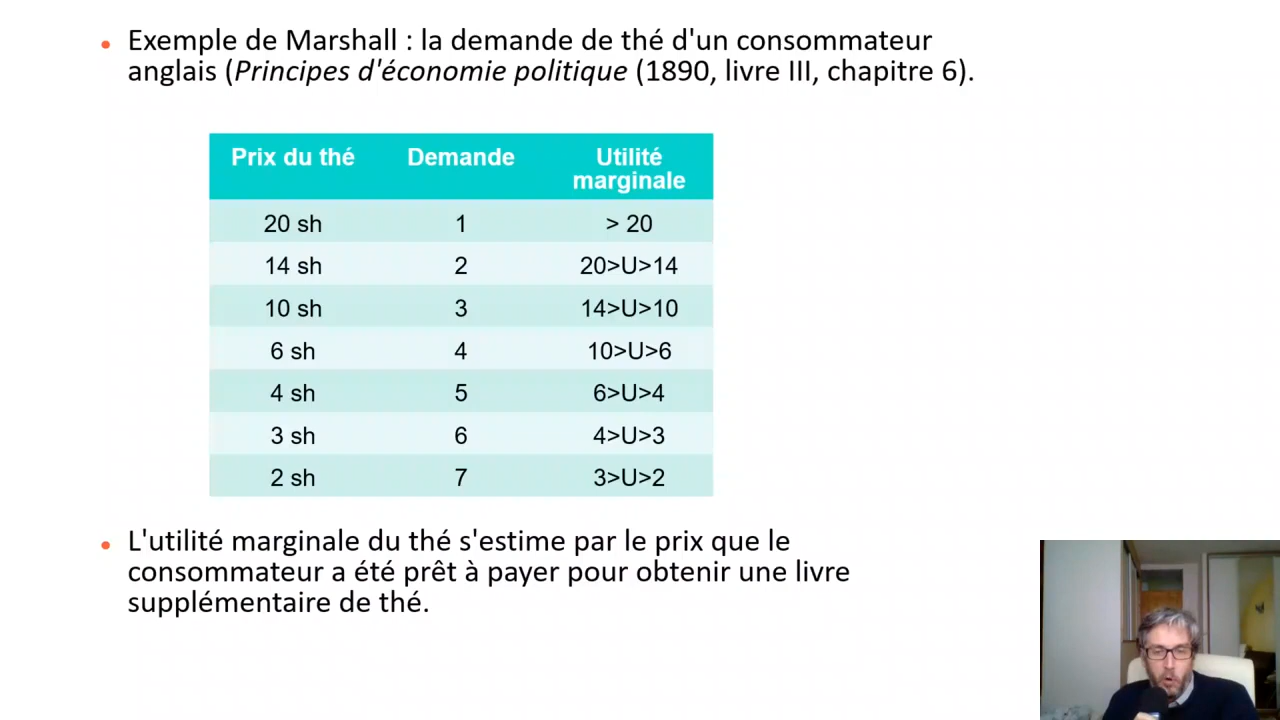 Exemple de Marshall : la demande de thé d'un consommateur
anglais (Principes d'économie politique (1890, livre III, chapitre 6).
Prix du thé Demande Utilité marginale
20 sh 1 > 20
14 sh 2 20>U>14
10 sh 3 14>U>10
6 sh 4 10>U>6
4 sh 5 6>U>4
3 sh 6 4>U>3
2 sh 7 3>U>2
L'utilité marginale du thé s'estime par le prix que le
consommateur a été prêt à payer pour obtenir une livre
supplémentaire de thé.